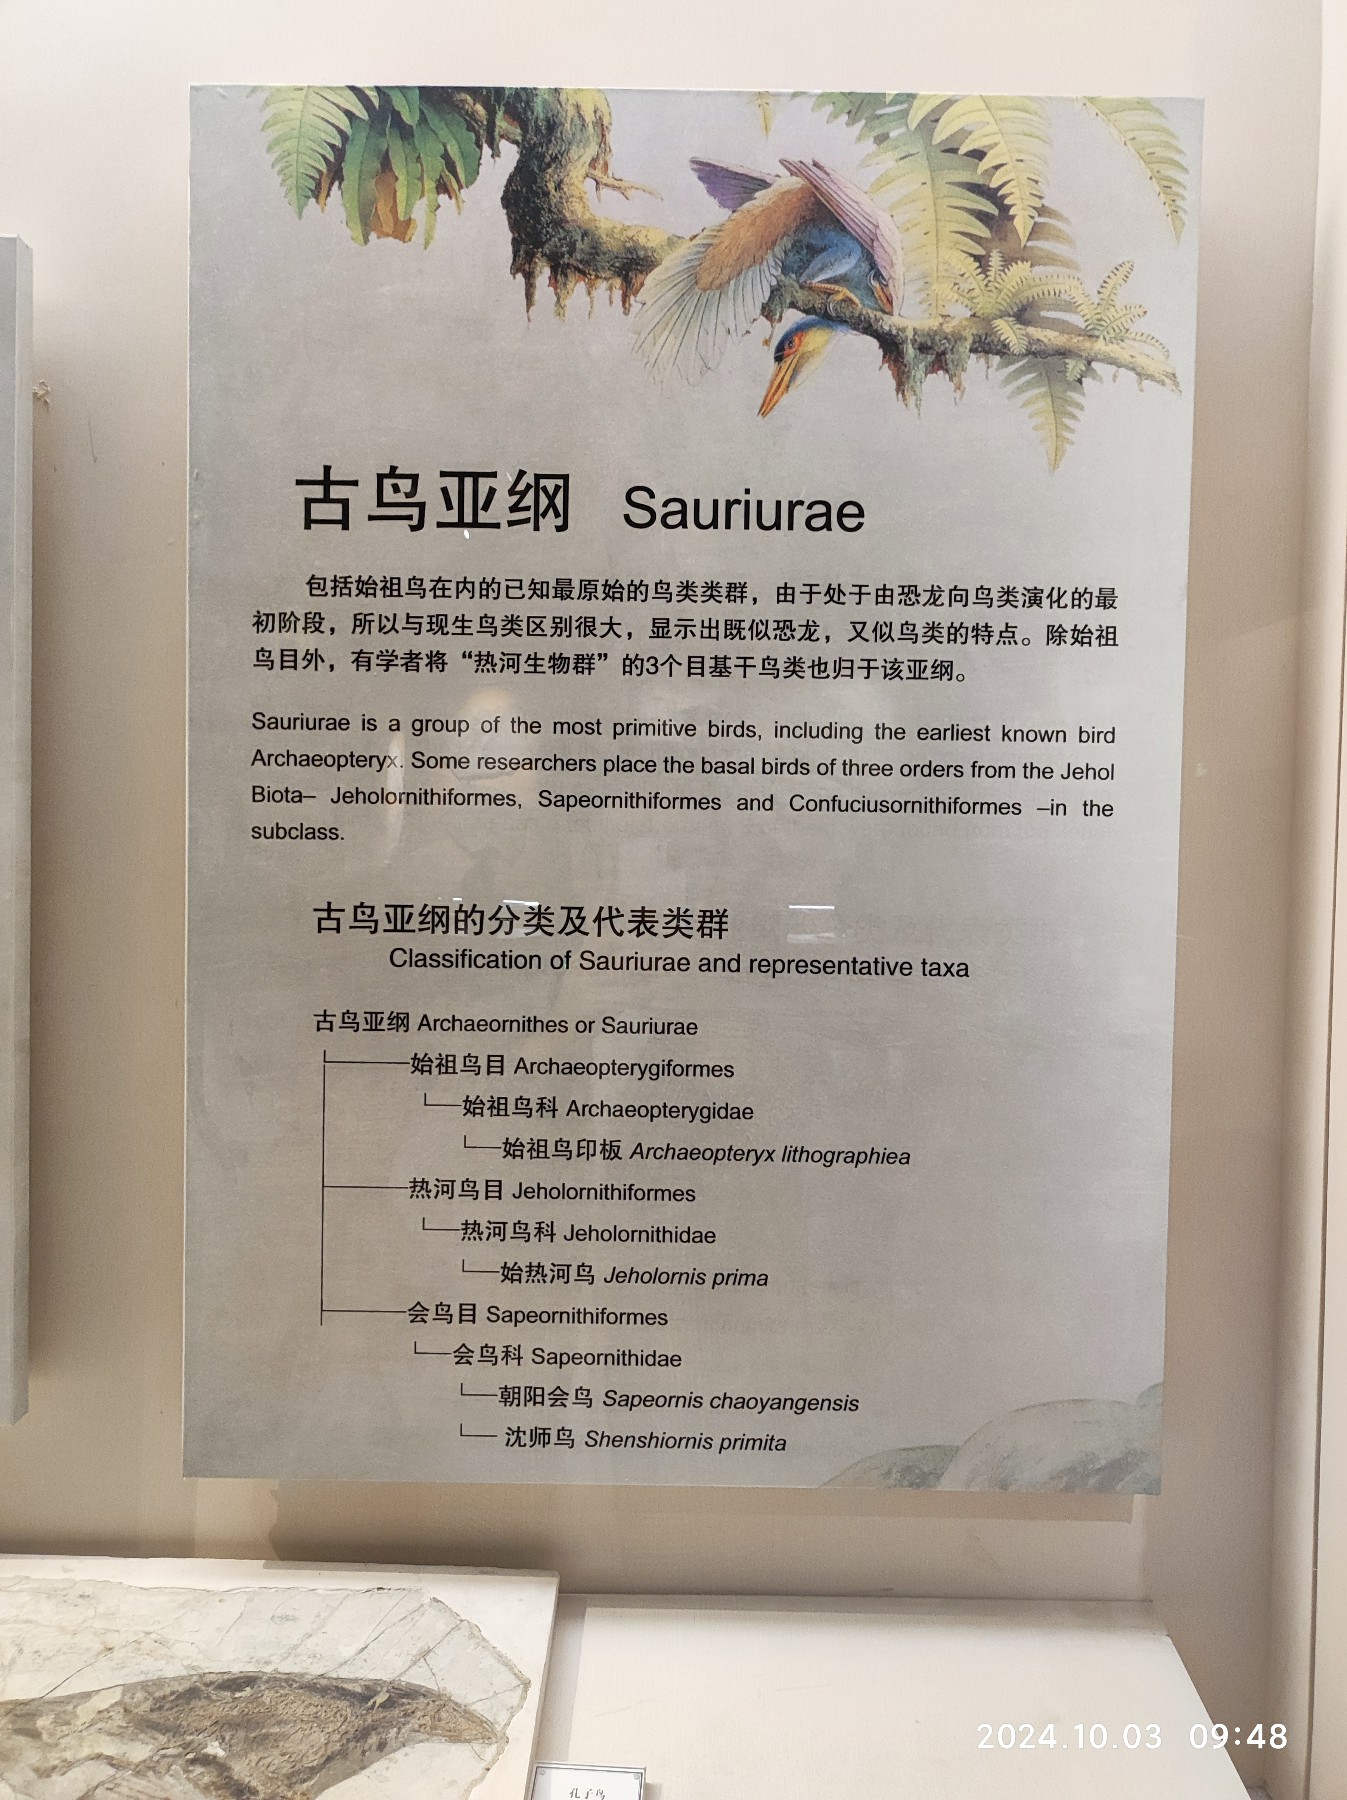 古鸟亚纲 Sauriurae
包括始祖鸟在内的已知最原始的鸟类类群，由于处于由恐龙向鸟类演化的最
初阶段，所以与现生鸟类区别很大，显示出既似恐龙，又似鸟类的特点。除始祖
鸟目外，有学者将“热河生物群”的3个目基干鸟类也归于该亚纲。
Sauriurae is a group of the most primitive birds, including the earliest known bird
Archaeopteryx. Some researchers place the basal birds of three orders from the Jehol
Biota– Jeholornithiformes, Sapeornithiformes and Confuciusornithiformes –in the
subclass.
古鸟亚纲的分类及代表类群
Classification of Sauriurae and representative taxa
古鸟亚纲 Archaeornithes or Sauriurae
始祖鸟目 Archaeopterygiformes
始祖鸟科 Archaeopterygidae
始祖鸟印板 Archaeopteryx lithographiea
热河鸟目 Jeholornithiformes
热河鸟科 Jeholornithidae
始热河鸟 Jeholornis prima
会鸟目 Sapeornithiformes
会鸟科 Sapeornithidae
朝阳会鸟 Sapeornis chaoyangensis
沈师鸟 Shenshiornis primita
2024.10.03 09:48
孔子鸟